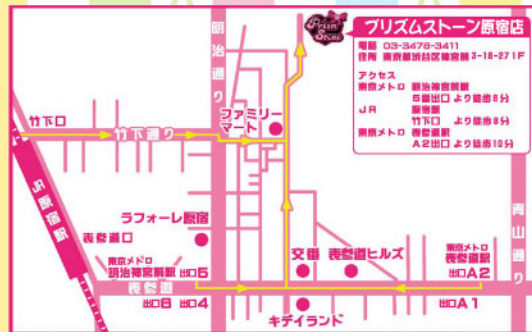 Prism Stone
プリズムストーン原宿店
電話 03-3478-3411
住所 東京都渋谷区神宮前3-18-27 1F
アクセス
東京メトロ 明治神宮前駅
5番出口 より徒歩8分
JR 原宿駅
竹下口 より徒歩8分
東京メトロ 表参道駅
A2出口 より徒歩10分
明治通り
竹下口
竹下通り
ファミリー
マート
JR原宿駅
ラフォーレ原宿
表参道口
東京メトロ
明治神宮前駅 出口5
交番
表参道ヒルズ
東京メトロ
表参道駅
出口A2
青山通り
表参道
出口6
出口4
キデイランド
出口A1